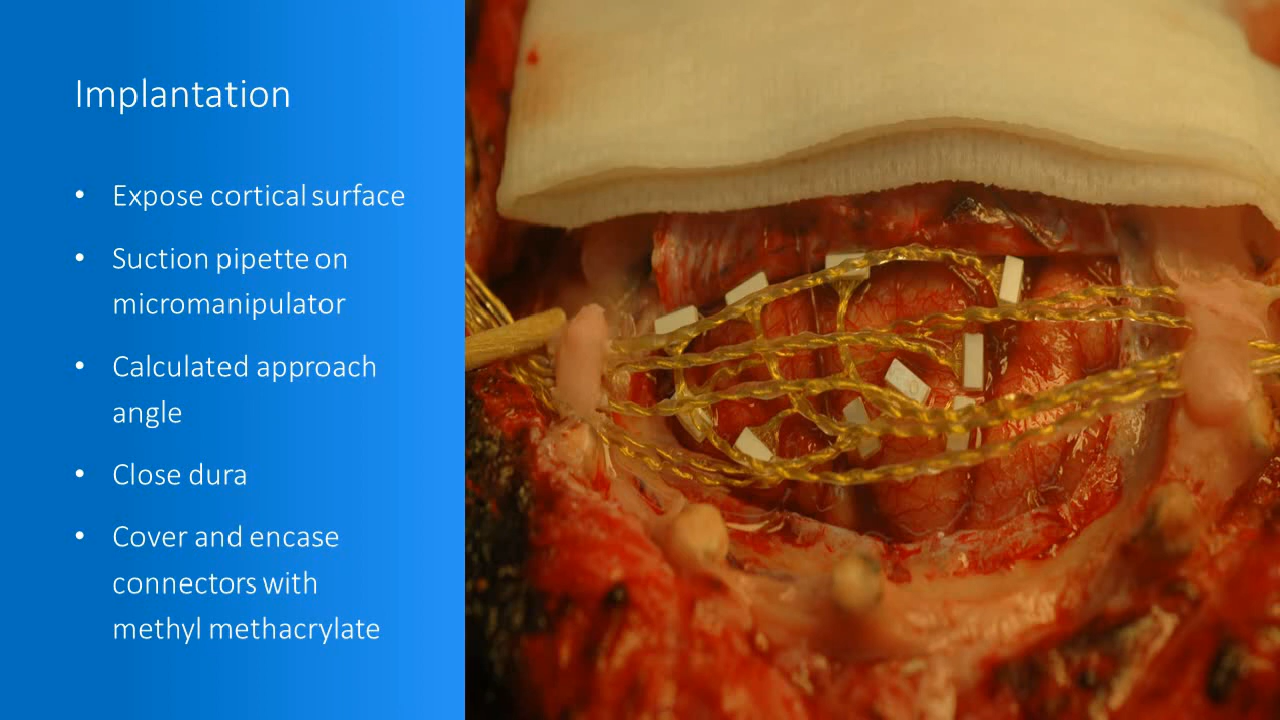 Implantation
• Expose cortical surface
• Suction pipette on
micromanipulator
• Calculated approach
angle
• Close dura
• Cover and encase
connectors with
methyl methacrylate